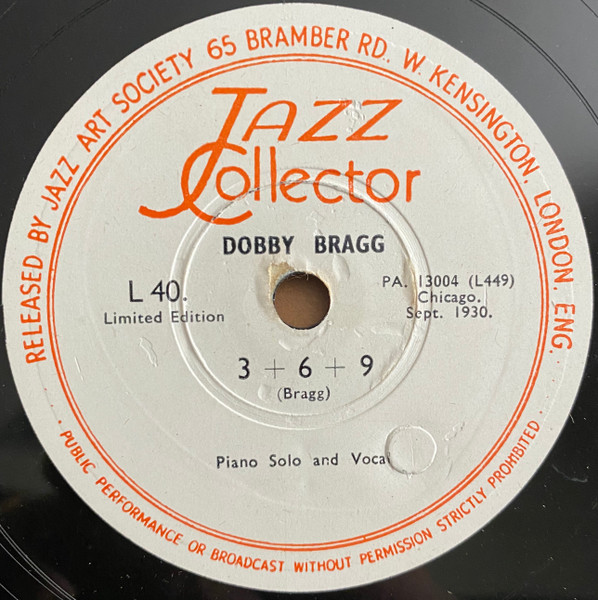 RELEASED BY JAZZ ART SOCIETY 65 BRAMBER RD. W. KENSINGTON. LONDON. ENG.
JAZZ
Collector
DOBBY BRAGG
L 40.
Limited Edition
PA. 13004 (L449)
Chicago.
Sept. 1930.
3 + 6 + 9
(Bragg)
Piano Solo and Vocal
. PUBLIC PERFORMANCE OR BROADCAST WITHOUT PERMISSION STRICTLY PROHIBITED .